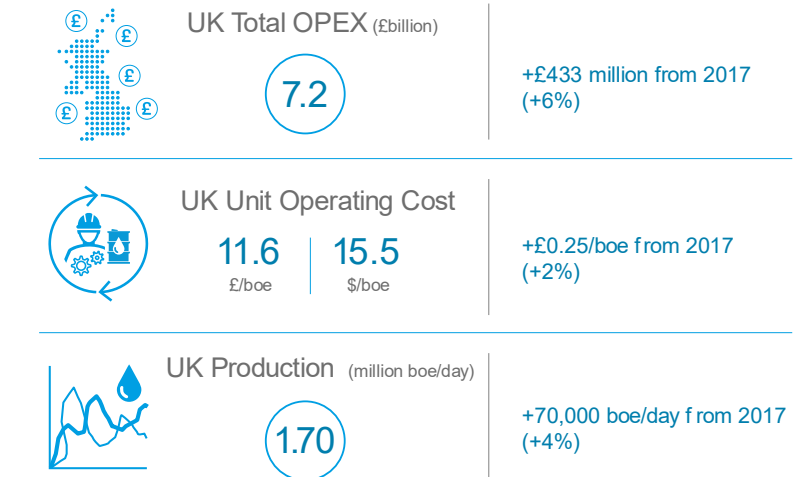 £
£
£
£
£
UK Total OPEX (£billion)
7.2
+£433 million from 2017
(+6%)
UK Unit Operating Cost
11.6
£/boe
15.5
$/boe
+£0.25/boe from 2017
(+2%)
UK Production (million boe/day)
1.70
+70,000 boe/day from 2017
(+4%)